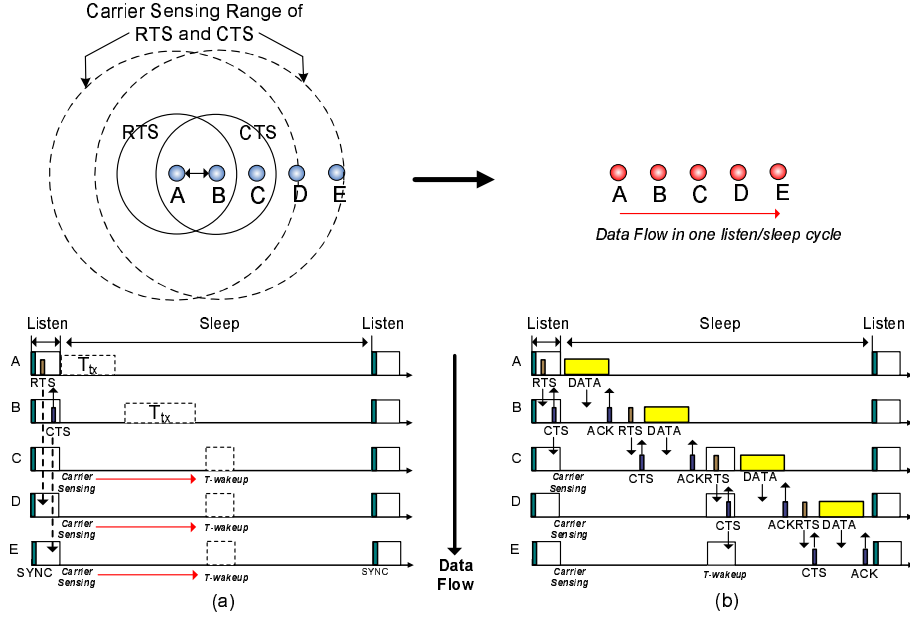 Carrier Sensing Range of
RTS and CTS
RTS
CTS
A
B
C
D
E
A
B
C
D
E
Data Flow in one listen/sleep cycle
Listen
Sleep
Listen
A
Ttx
RTS
B
Ttx
CTS
C
Carrier
Sensing
T-wakeup
D
Carrier
Sensing
T-wakeup
E
SYNC
Carrier
Sensing
T-wakeup
SYNC
(a)
Data
Flow
Listen
Sleep
Listen
A
RTS
DATA
B
CTS
ACK
RTS
DATA
C
Carrier
Sensing
CTS
ACK
RTS
DATA
D
Carrier
Sensing
CTS
ACK
RTS
DATA
E
Carrier
Sensing
T-wakeup
CTS
ACK
(b)